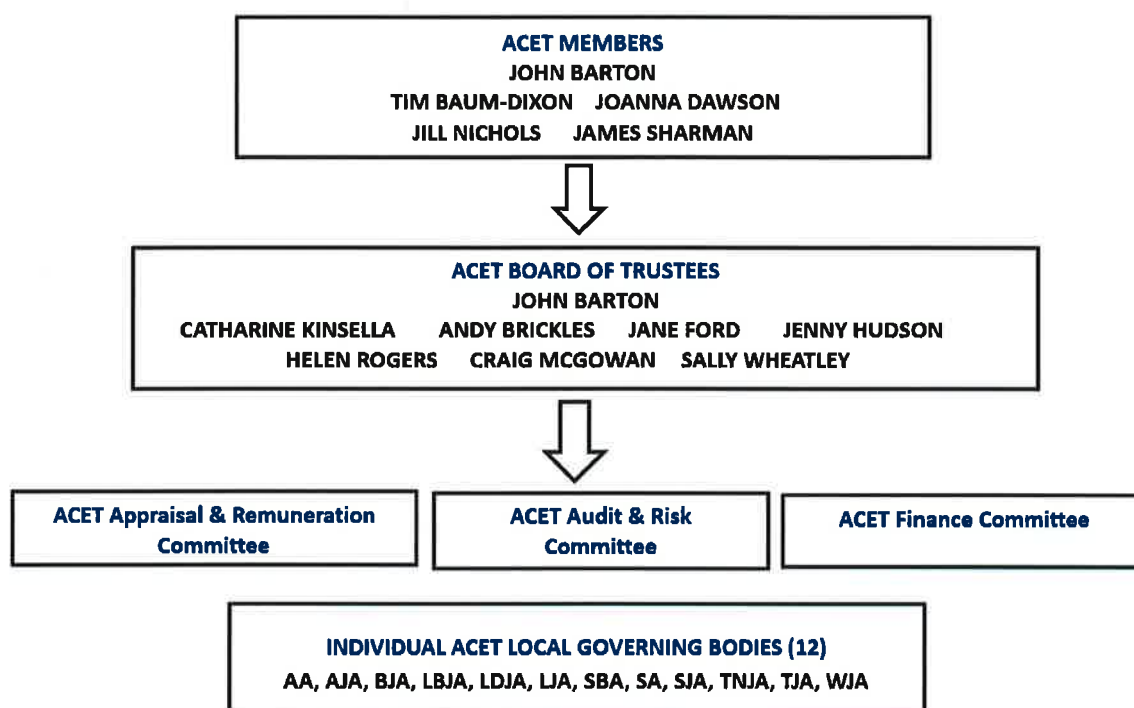 ACET MEMBERS
JOHN BARTON
TIM BAUM-DIXON JOANNA DAWSON
JILL NICHOLS JAMES SHARMAN
ACET BOARD OF TRUSTEES
JOHN BARTON
CATHARINE KINSELLA ANDY BRICKLES JANE FORD JENNY HUDSON
HELEN ROGERS CRAIG MCGOWAN SALLY WHEATLEY
ACET Appraisal & Remuneration
Committee
ACET Audit & Risk
Committee
ACET Finance Committee
INDIVIDUAL ACET LOCAL GOVERNING BODIES (12)
AA, AJA, BJA, LBJA, LDJA, LJA, SBA, SA, SJA, TNJA, TJA, WJA